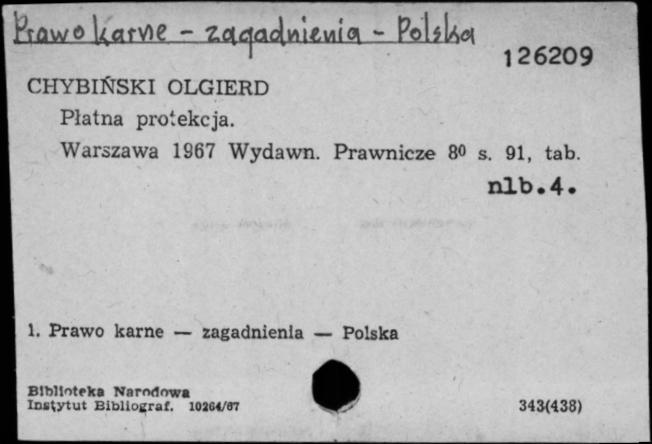 Prawo karne - zagadnienia - Polska
126209
CHYBIŃSKI OLGIERD
Płatna protekcja.
Warszawa 1967 Wydawn. Prawnicze 8⁰ s. 91, tab.
nlb.4.
1. Prawo karne — zagadnienia — Polska
Biblioteka Narodowa
Instytut Bibliograf. 10264/67
343(438)